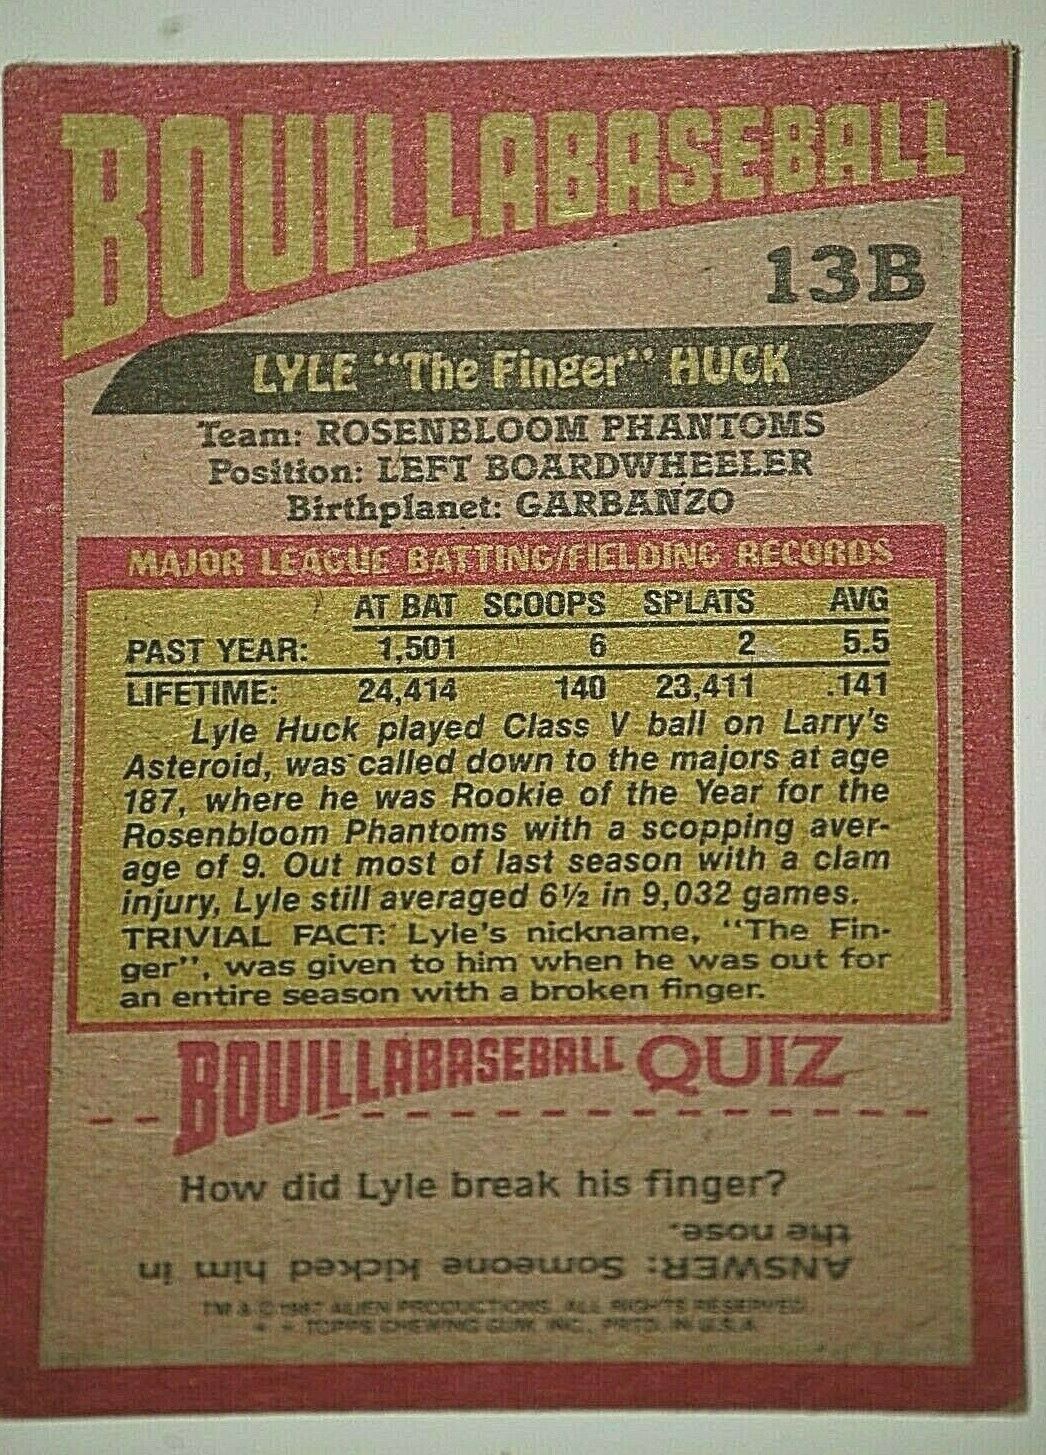 BOUILLABASEBALL
13B
LYLE "The Finger" HUCK
Team: ROSENBLOOM PHANTOMS
Position: LEFT BOARDWHEELER
Birthplanet: GARBANZO
MAJOR LEAGUE BATTING/FIELDING RECORDS
AT BAT SCOOPS SPLATS AVG
PAST YEAR: 1,501 6 2 5.5
LIFETIME: 24,414 140 23,411 .141
Lyle Huck played Class V ball on Larry's
Asteroid, was called down to the majors at age
187, where he was Rookie of the Year for the
Rosenbloom Phantoms with a scopping aver-
age of 9. Out most of last season with a clam
injury, Lyle still averaged 6½ in 9,032 games.
TRIVIAL FACT: Lyle's nickname, "The Fin-
ger", was given to him when he was out for
an entire season with a broken finger.
BOUILLABASEBALL QUIZ
How did Lyle break his finger?
ANSWER: Someone kicked him in
the nose.
TM & © 1987 ALIEN PRODUCTIONS. ALL RIGHTS RESERVED.
* * TOPPS CHEWING GUM, INC., PRTD. IN U.S.A.